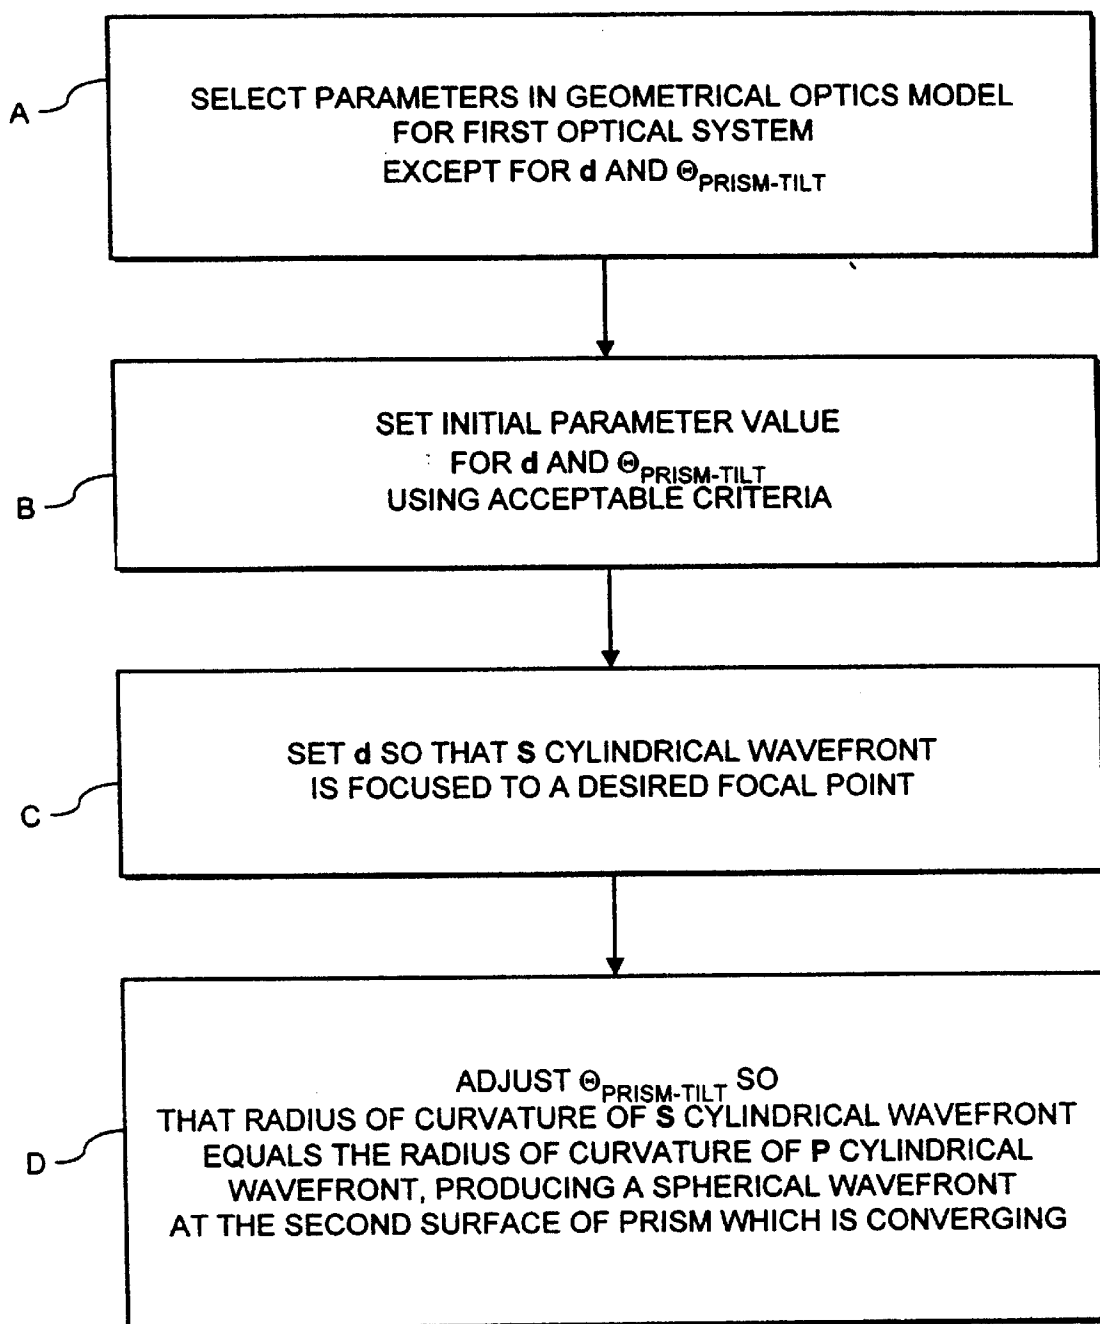 A
SELECT PARAMETERS IN GEOMETRICAL OPTICS MODEL
FOR FIRST OPTICAL SYSTEM
EXCEPT FOR d AND ΘPRISM-TILT
B
SET INITIAL PARAMETER VALUE
FOR d AND ΘPRISM-TILT
USING ACCEPTABLE CRITERIA
C
SET d SO THAT S CYLINDRICAL WAVEFRONT
IS FOCUSED TO A DESIRED FOCAL POINT
D
ADJUST ΘPRISM-TILT SO
THAT RADIUS OF CURVATURE OF S CYLINDRICAL WAVEFRONT
EQUALS THE RADIUS OF CURVATURE OF P CYLINDRICAL
WAVEFRONT, PRODUCING A SPHERICAL WAVEFRONT
AT THE SECOND SURFACE OF PRISM WHICH IS CONVERGING